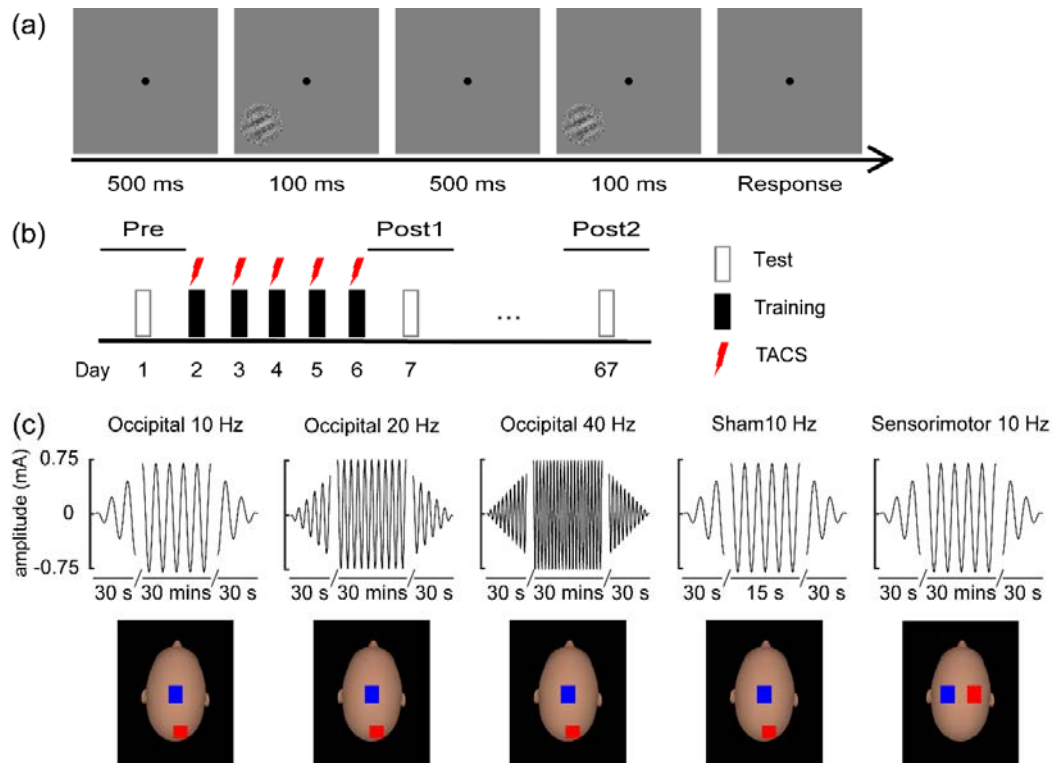 (a)
500 ms 100 ms 500 ms 100 ms Response
(b)
Pre Post1 Post2
Test
... Training
TACS
Day 1 2 3 4 5 6 7 67
(c)
Occipital 10 Hz Occipital 20 Hz Occipital 40 Hz Sham10 Hz Sensorimotor 10 Hz
amplitude (mA)
0.75
0
-0.75
30 s 30 mins 30 s 30 s 30 mins 30 s 30 s 30 mins 30 s 30 s 15 s 30 s 30 s 30 mins 30 s